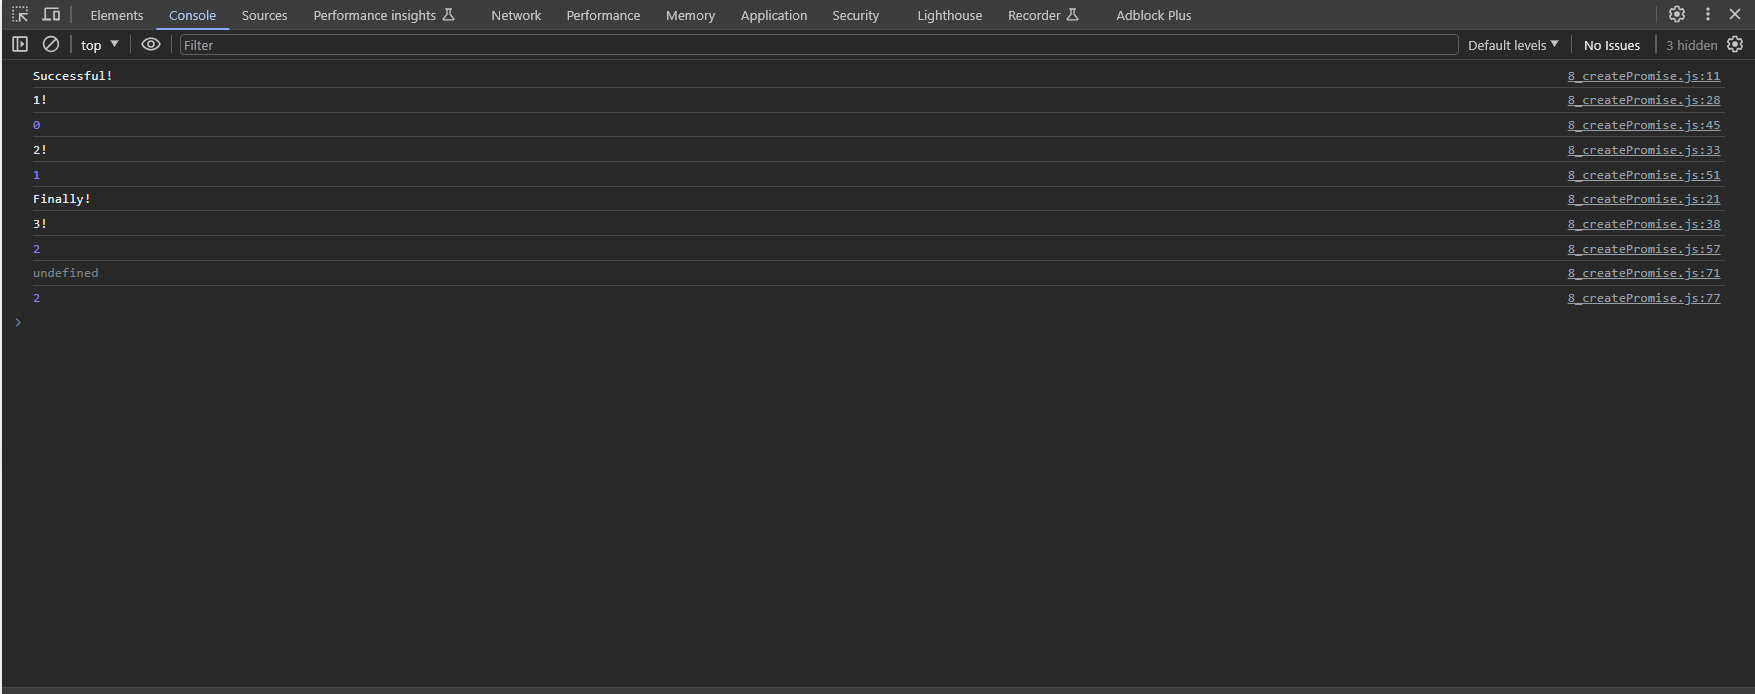 Elements Console Sources Performance insights Network Performance Memory Application Security Lighthouse Recorder Adblock Plus
top Filter Default levels No Issues 3 hidden
Successful! 8_createPromise.js:11
1! 8_createPromise.js:28
0 8_createPromise.js:45
2! 8_createPromise.js:33
1 8_createPromise.js:51
Finally! 8_createPromise.js:21
3! 8_createPromise.js:38
2 8_createPromise.js:57
undefined 8_createPromise.js:71
2 8_createPromise.js:77